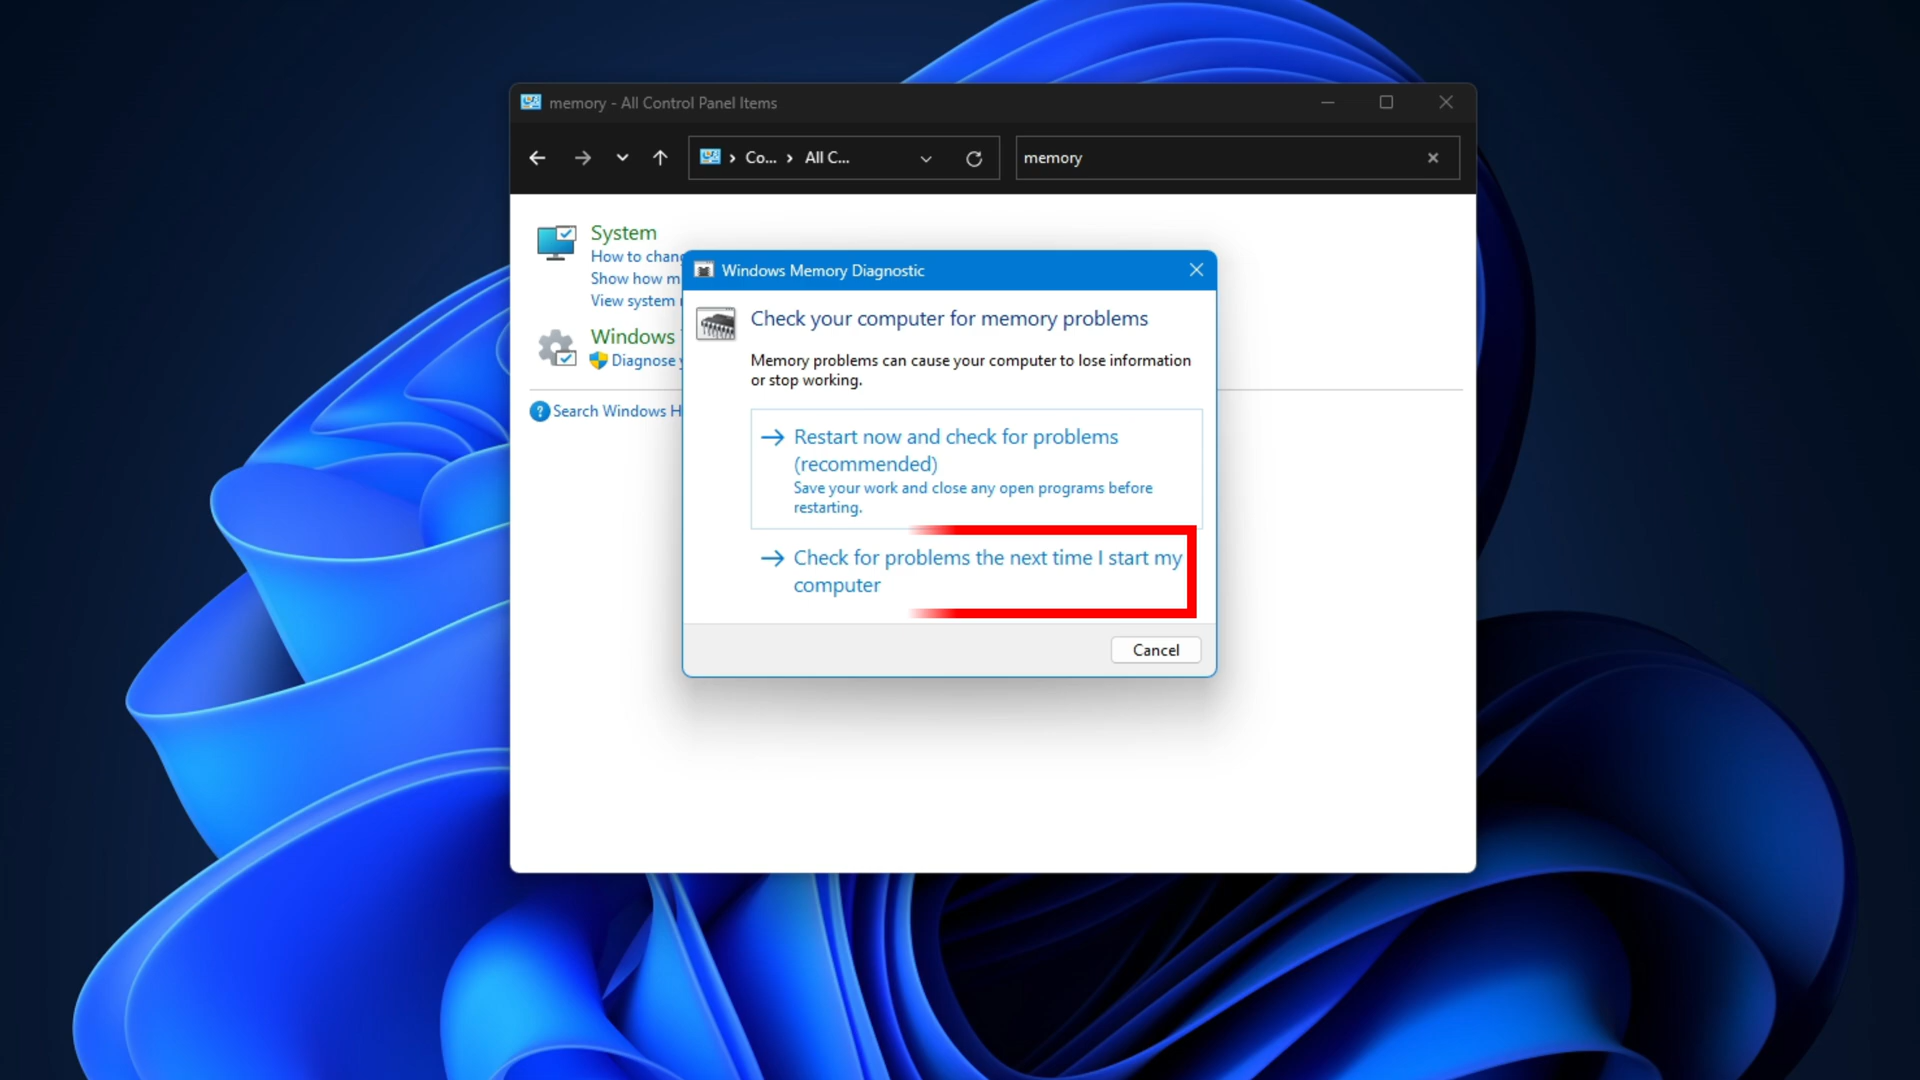 memory - All Control Panel Items
Co... All C...
memory
System
How to chang
Show how m
View system
Windows
Diagnose
Search Windows H
Windows Memory Diagnostic
Check your computer for memory problems
Memory problems can cause your computer to lose information
or stop working.
Restart now and check for problems
(recommended)
Save your work and close any open programs before
restarting.
Check for problems the next time I start my
computer
Cancel